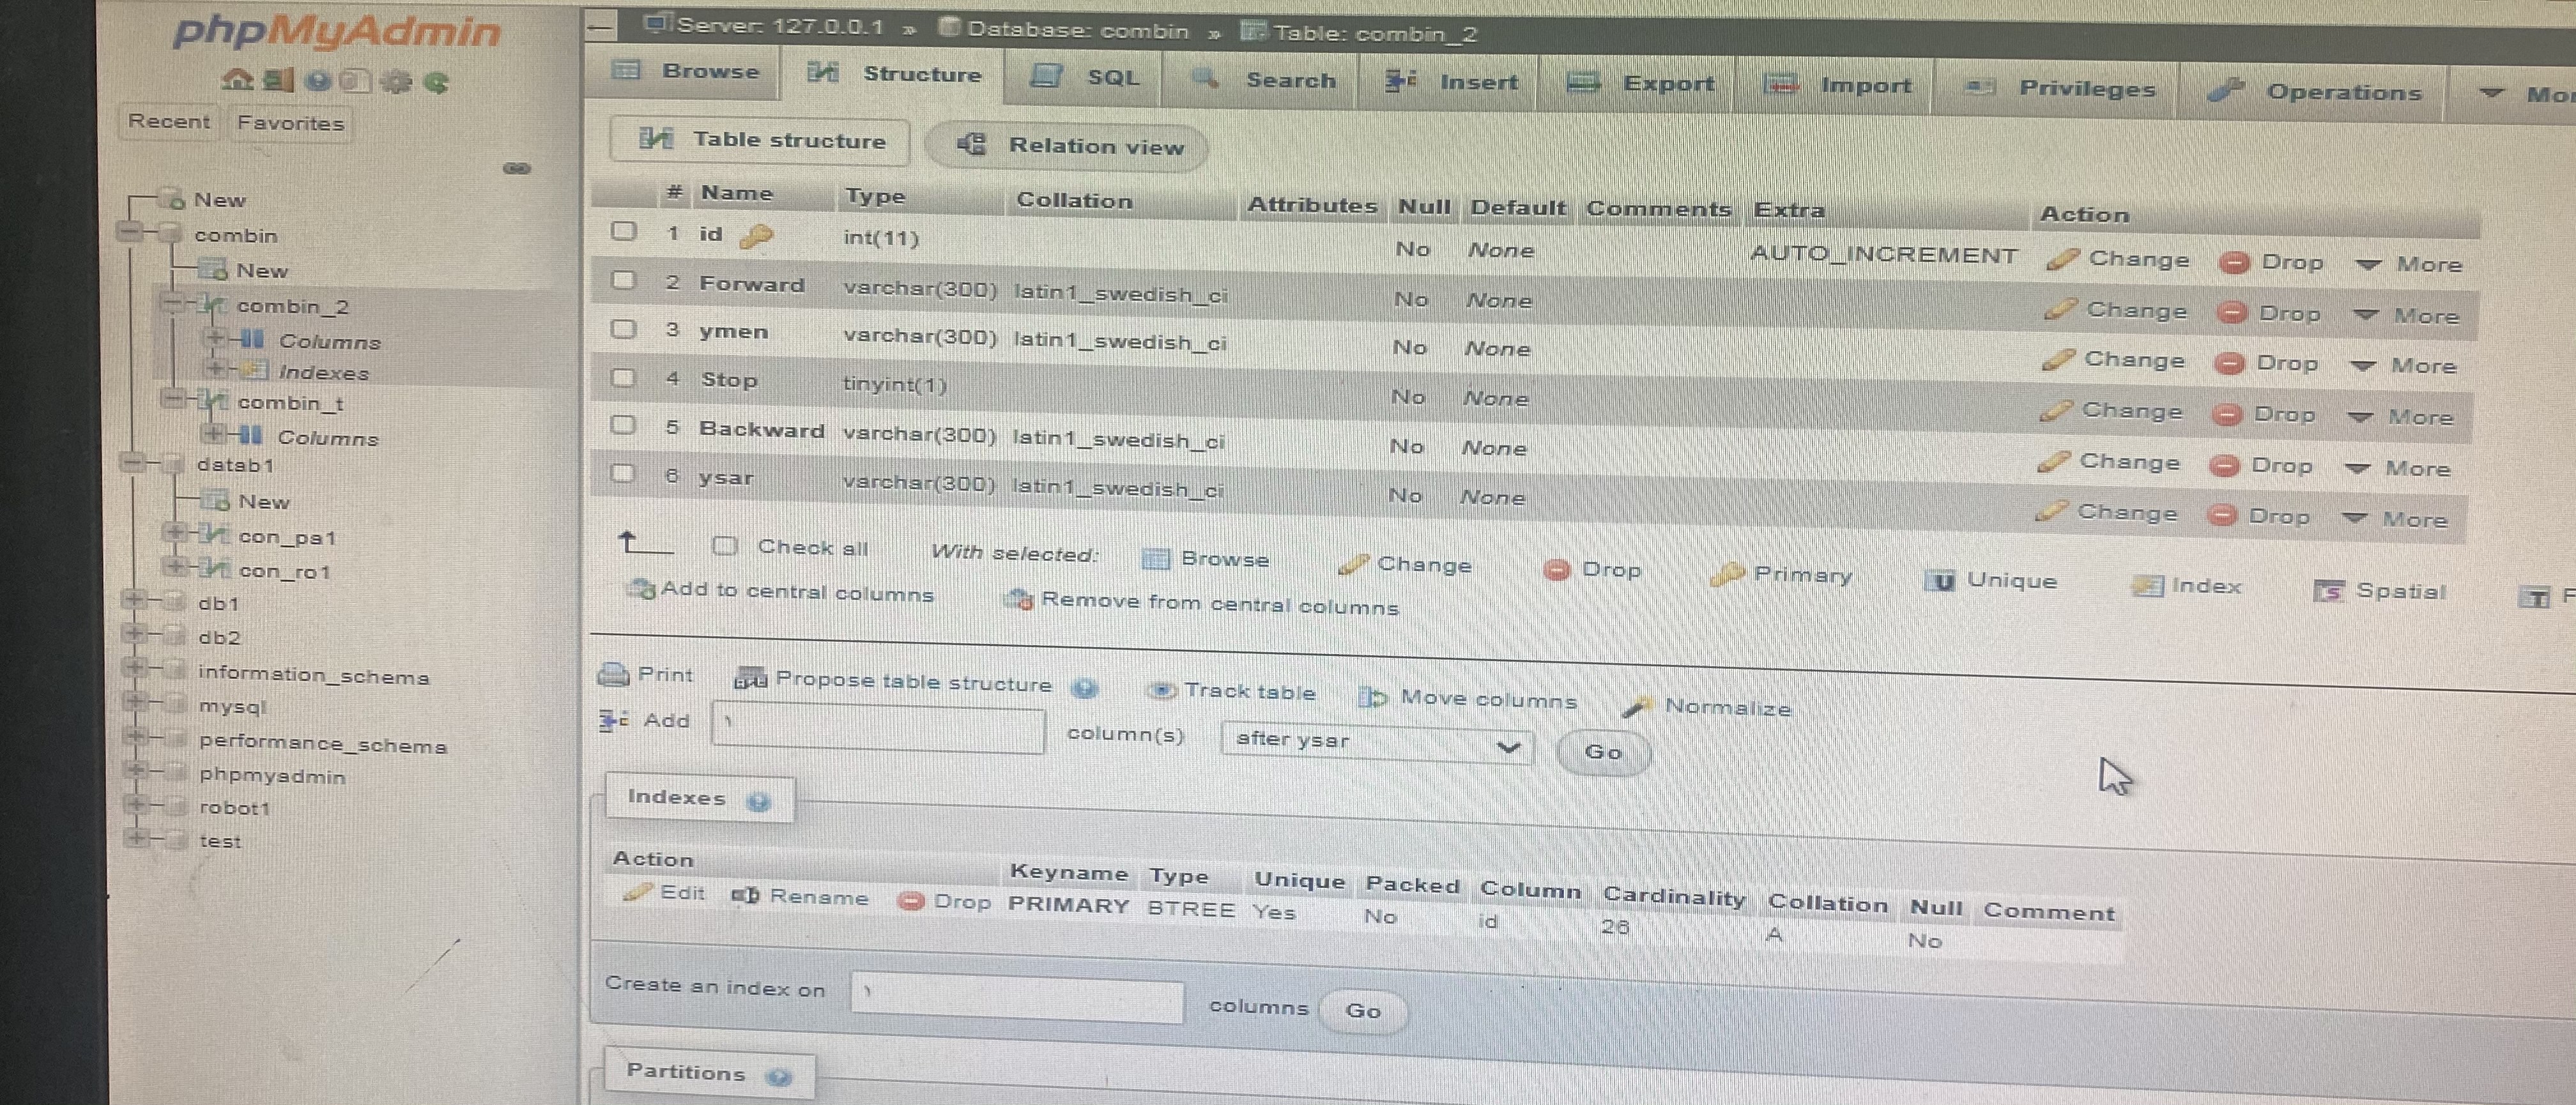 phpMyAdmin
Recent Favorites
New
combin
New
combin_2
Columns
Indexes
combin_t
Columns
datab1
New
con_pa1
con_ro1
db1
db2
information_schema
mysql
performance_schema
phpmyadmin
robot1
test
Server: 127.0.0.1 » Database: combin » Table: combin_2
Browse Structure SQL Search Insert Export Import Privileges Operations
Table structure Relation view
# Name Type Collation Attributes Null Default Comments Extra Action
1 id int(11) No None AUTO_INCREMENT Change Drop More
2 Forward varchar(300) latin1_swedish_ci No None Change Drop More
3 ymen varchar(300) latin1_swedish_ci No None Change Drop More
4 Stop tinyint(1) No None Change Drop More
5 Backward varchar(300) latin1_swedish_ci No None Change Drop More
6 ysar varchar(300) latin1_swedish_ci No None Change Drop More
Check all With selected: Browse Change Drop Primary Unique Index Spatial
Add to central columns Remove from central columns
Print Propose table structure Track table Move columns Normalize
Add ١ column(s) after ysar Go
Indexes
Action Keyname Type Unique Packed Column Cardinality Collation Null Comment
Edit Rename Drop PRIMARY BTREE Yes No id 26 A No
Create an index on ١ columns Go
Partitions